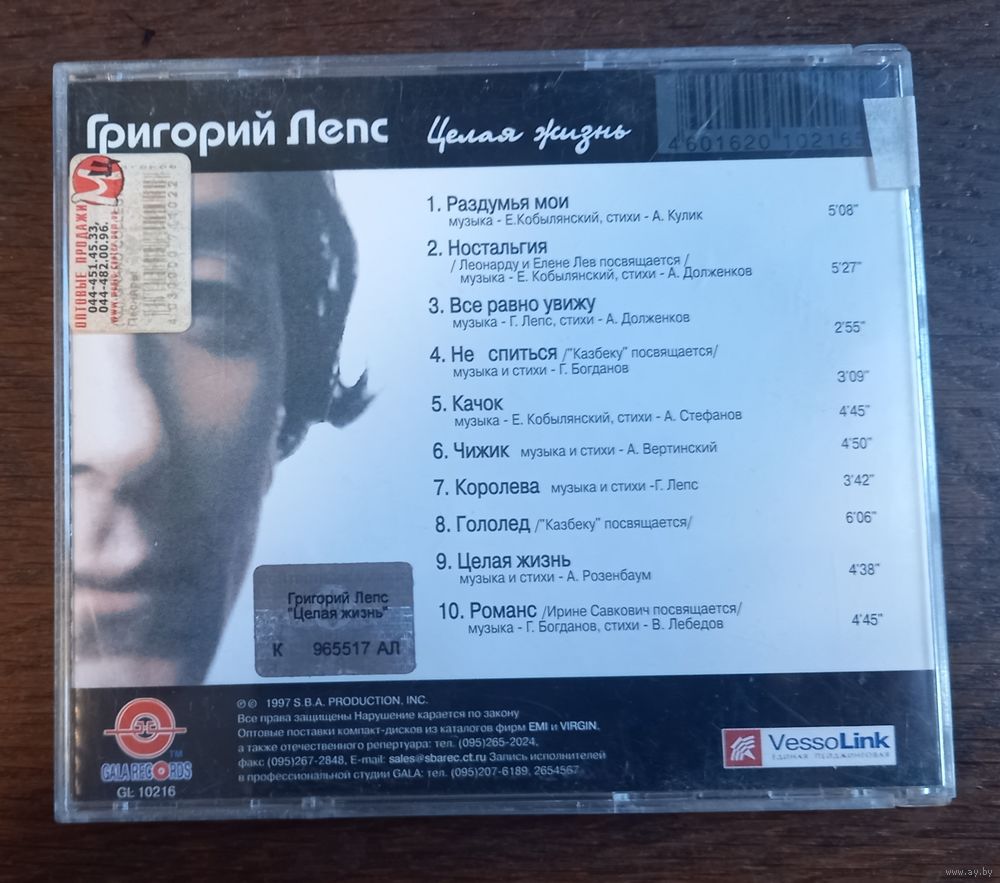 Григорий Лепс Целая жизнь
4601620 10216
ОПТОВЫЕ ПРОДАЖИ
044-451.45.33,
044-482.00.96.
1. Раздумья мои 5'08"
музыка - Е.Кобылянский, стихи - А. Кулик
2. Ностальгия
/ Леонарду и Елене Лев посвящается / 5'27"
музыка - Е. Кобылянский, стихи - А. Долженков
3. Все равно увижу
музыка - Г. Лепс, стихи - А. Долженков 2'55"
4. Не спиться /"Казбеку" посвящается/
музыка и стихи - Г. Богданов 3'09"
5. Качок 4'45"
музыка - Е. Кобылянский, стихи - А. Стефанов
6. Чижик музыка и стихи - А. Вертинский 4'50"
7. Королева музыка и стихи -Г. Лепс 3'42"
8. Гололед /"Казбеку" посвящается/ 6'06"
9. Целая жизнь 4'38"
музыка и стихи - А. Розенбаум
10. Романс /Ирине Савкович посвящается/ 4'45"
музыка - Г. Богданов, стихи - В. Лебедов
Григорий Лепс
"Целая жизнь"
К 965517 АЛ
℗© 1997 S.B.A. PRODUCTION, INC.
Все права защищены Нарушение карается по закону
Оптовые поставки компакт-дисков из каталогов фирм EMI и VIRGIN,
а также отечественного репертуара: тел. (095)265-2024,
факс (095)267-2848, E-mail: sales@sbarec.ct.ru Запись исполнителей
в профессиональной студии GALA: тел. (095)207-6189, 2654567
TM
GALA RECORDS
GL 10216
VessoLink
ЕДИНАЯ ПЕЙДЖИНГОВАЯ
www.ay.by